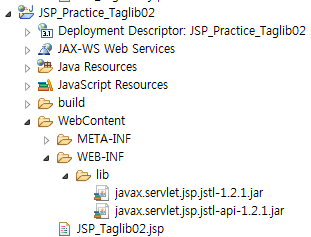 JSP_Practice_Taglib02
Deployment Descriptor: JSP_Practice_Taglib02
JAX-WS Web Services
Java Resources
JavaScript Resources
build
WebContent
META-INF
WEB-INF
lib
javax.servlet.jsp.jstl-1.2.1.jar
javax.servlet.jsp.jstl-api-1.2.1.jar
JSP_Taglib02.jsp